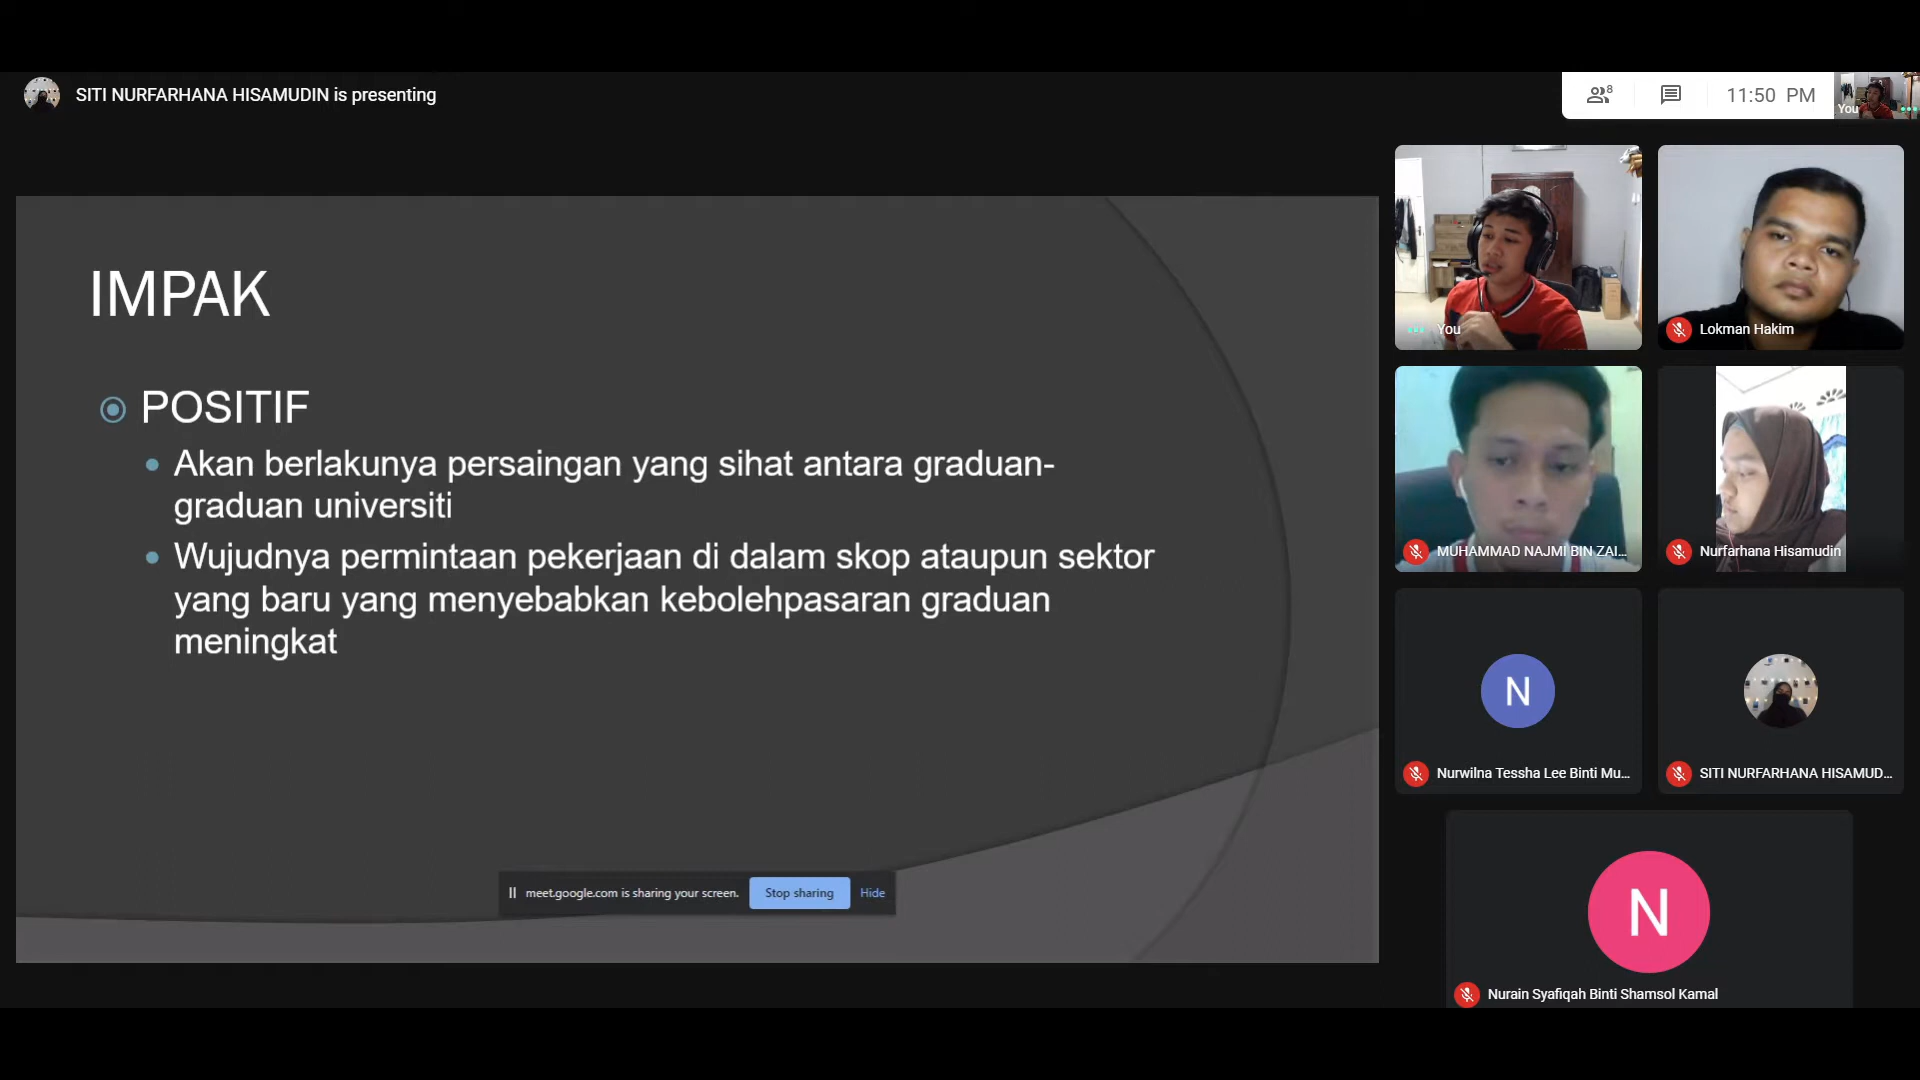 SITI NURFARHANA HISAMUDIN is presenting
8
11:50 PM
You
IMPAK
POSITIF
Akan berlakunya persaingan yang sihat antara graduan-
graduan universiti
Wujudnya permintaan pekerjaan di dalam skop ataupun sektor
yang baru yang menyebabkan kebolehpasaran graduan
meningkat
meet.google.com is sharing your screen.
Stop sharing
Hide
You
Lokman Hakim
MUHAMMAD NAJMI BIN ZAI...
Nurfarhana Hisamudin
N
Nurwilna Tessha Lee Binti Mu...
SITI NURFARHANA HISAMUD...
N
Nurain Syafiqah Binti Shamsol Kamal